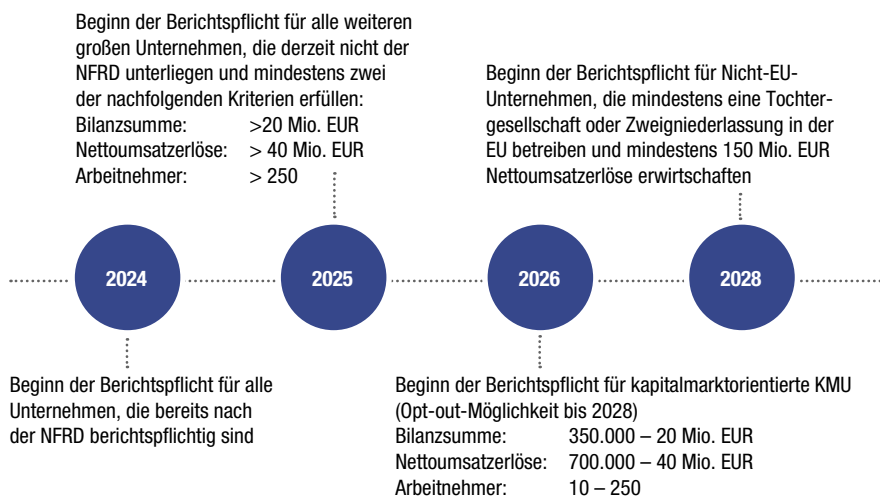 Beginn der Berichtspflicht für alle weiteren
großen Unternehmen, die derzeit nicht der
NFRD unterliegen und mindestens zwei
der nachfolgenden Kriterien erfüllen:
Bilanzsumme: >20 Mio. EUR
Nettoumsatzerlöse: > 40 Mio. EUR
Arbeitnehmer: > 250
Beginn der Berichtspflicht für Nicht-EU-
Unternehmen, die mindestens eine Tochter-
gesellschaft oder Zweigniederlassung in der
EU betreiben und mindestens 150 Mio. EUR
Nettoumsatzerlöse erwirtschaften
2024
2025
2026
2028
Beginn der Berichtspflicht für alle
Unternehmen, die bereits nach
der NFRD berichtspflichtig sind
Beginn der Berichtspflicht für kapitalmarktorientierte KMU
(Opt-out-Möglichkeit bis 2028)
Bilanzsumme: 350.000 – 20 Mio. EUR
Nettoumsatzerlöse: 700.000 – 40 Mio. EUR
Arbeitnehmer: 10 – 250